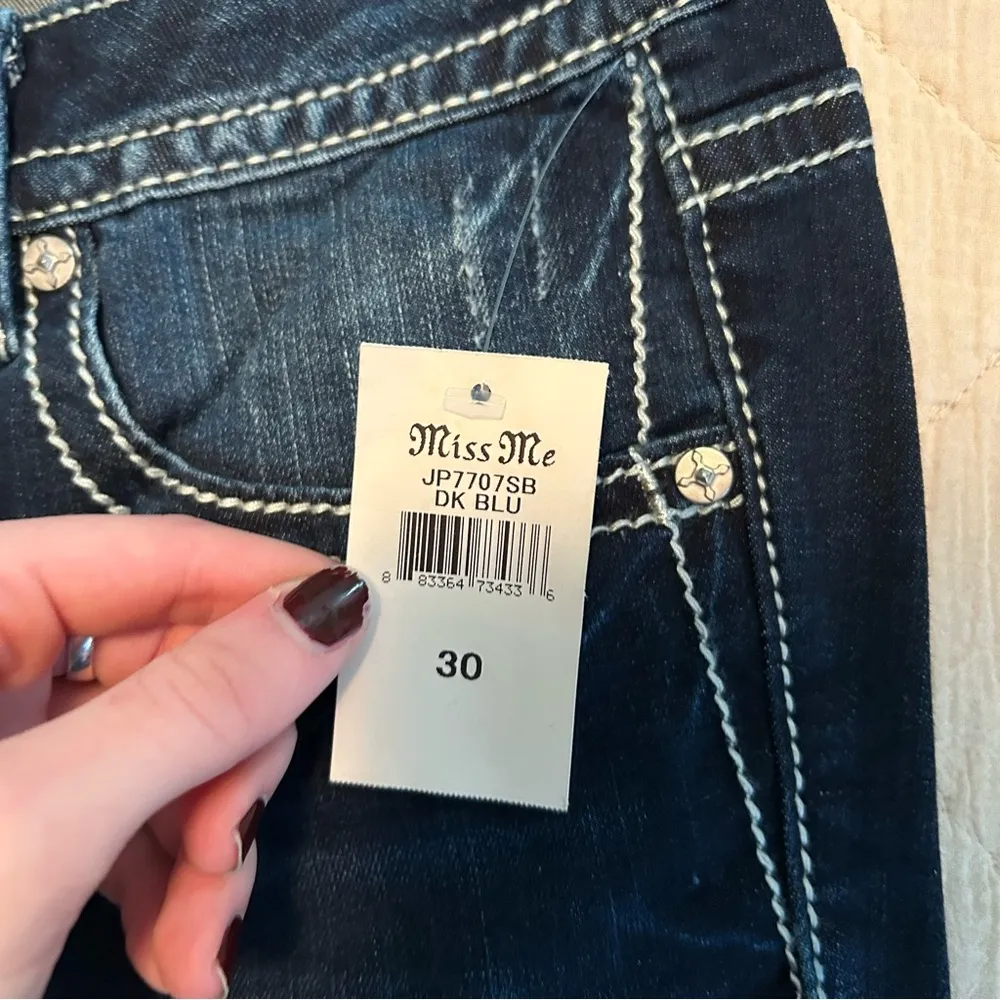 Miss Me
JP7707SB
DK BLU
8 83364 73433 6
30